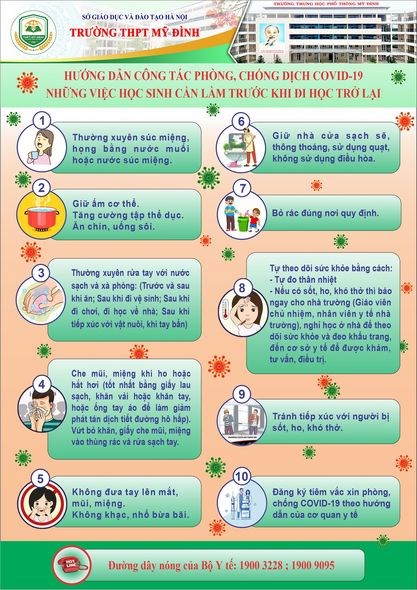 SỞ GIÁO DỤC VÀ ĐÀO TẠO HÀ NỘI
TRƯỜNG THPT MỸ ĐÌNH
TRƯỜNG TRUNG HỌC PHỔ THÔNG MỸ ĐÌNH
HƯỚNG DẪN CÔNG TÁC PHÒNG, CHỐNG DỊCH COVID-19
NHỮNG VIỆC HỌC SINH CẦN LÀM TRƯỚC KHI ĐI HỌC TRỞ LẠI
1
Thường xuyên súc miệng,
họng bằng nước muối
hoặc nước súc miệng.
2
Giữ ấm cơ thể.
Tăng cường tập thể dục.
Ăn chín, uống sôi.
3
Thường xuyên rửa tay với nước
sạch và xà phòng: (Trước và sau
khi ăn; Sau khi đi vệ sinh; Sau khi
đi chơi, đi học về nhà; Sau khi
tiếp xúc với vật nuôi, khi tay bẩn)
4
Che mũi, miệng khi ho hoặc
hắt hơi (tốt nhất bằng giấy lau
sạch, khăn vải hoặc khăn tay,
hoặc ống tay áo để làm giảm
phát tán dịch tiết đường hô hấp).
Vứt bỏ khăn, giấy che mũi, miệng
vào thùng rác và rửa sạch tay.
5
Không đưa tay lên mắt,
mũi, miệng.
Không khạc, nhổ bừa bãi.
6
Giữ nhà cửa sạch sẽ,
thông thoáng, sử dụng quạt,
không sử dụng điều hòa.
7
Bỏ rác đúng nơi quy định.
8
Tự theo dõi sức khỏe bằng cách:
- Tự đo thân nhiệt
- Nếu có sốt, ho, khó thở thì báo
ngay cho nhà trường (Giáo viên
chủ nhiệm, nhân viên y tế nhà
trường), nghỉ học ở nhà để theo
dõi sức khỏe và đeo khẩu trang,
đến cơ sở y tế để được khám,
tư vấn, điều trị.
9
Tránh tiếp xúc với người bị
sốt, ho, khó thở.
10
Đăng ký tiêm vắc xin phòng,
chống COVID-19 theo hướng
dẫn của cơ quan y tế
HOT
LINE
Đường dây nóng của Bộ Y tế: 1900 3228 ; 1900 9095